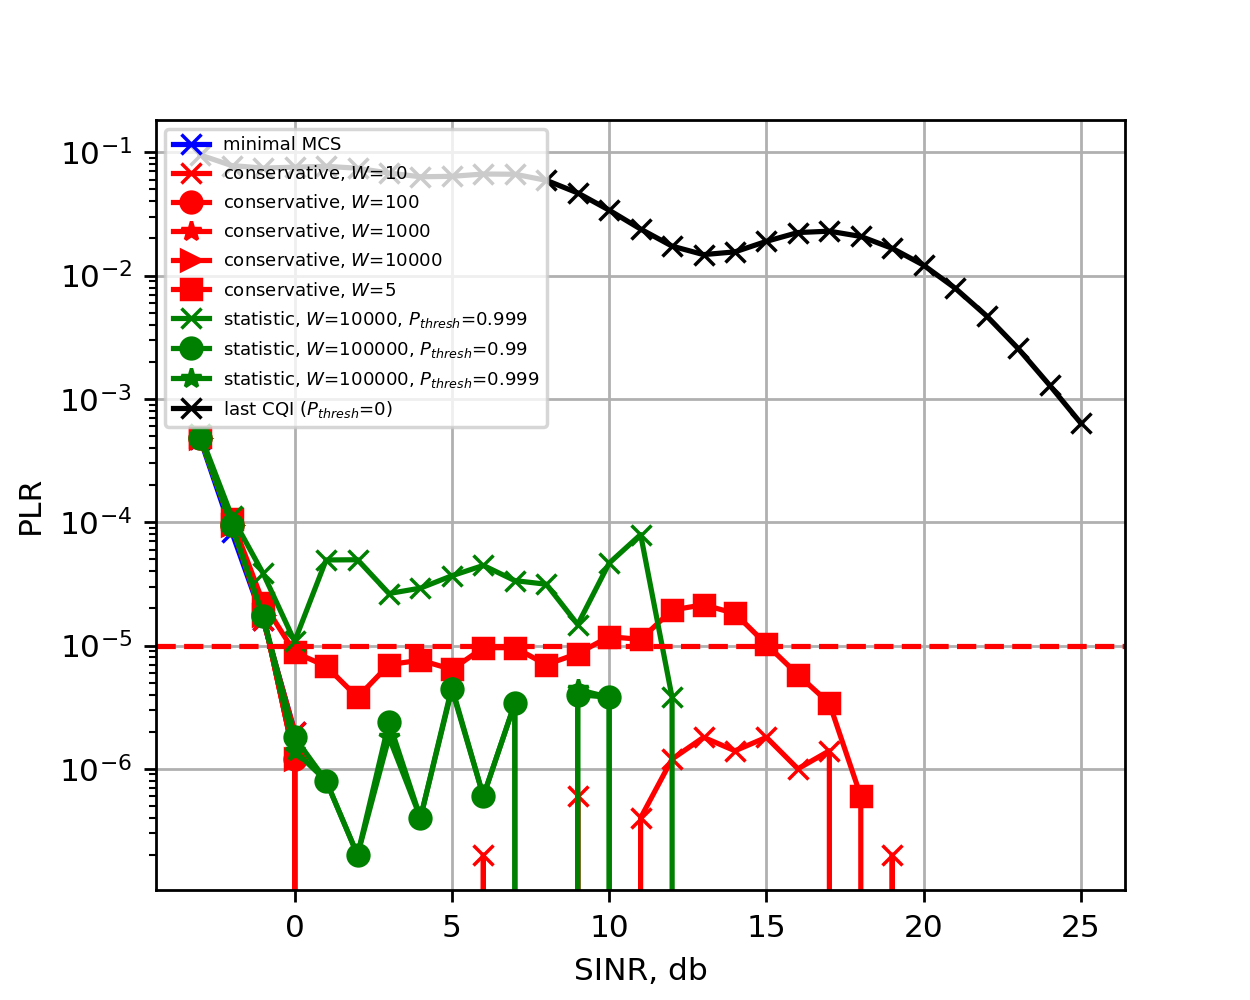 minimal MCS
conservative, W=10
conservative, W=100
conservative, W=1000
conservative, W=10000
conservative, W=5
statistic, W=10000, P_thresh=0.999
statistic, W=100000, P_thresh=0.99
statistic, W=100000, P_thresh=0.999
last CQI (P_thresh=0)
10⁻¹
10⁻²
10⁻³
10⁻⁴
10⁻⁵
10⁻⁶
PLR
0 5 10 15 20 25
SINR, db